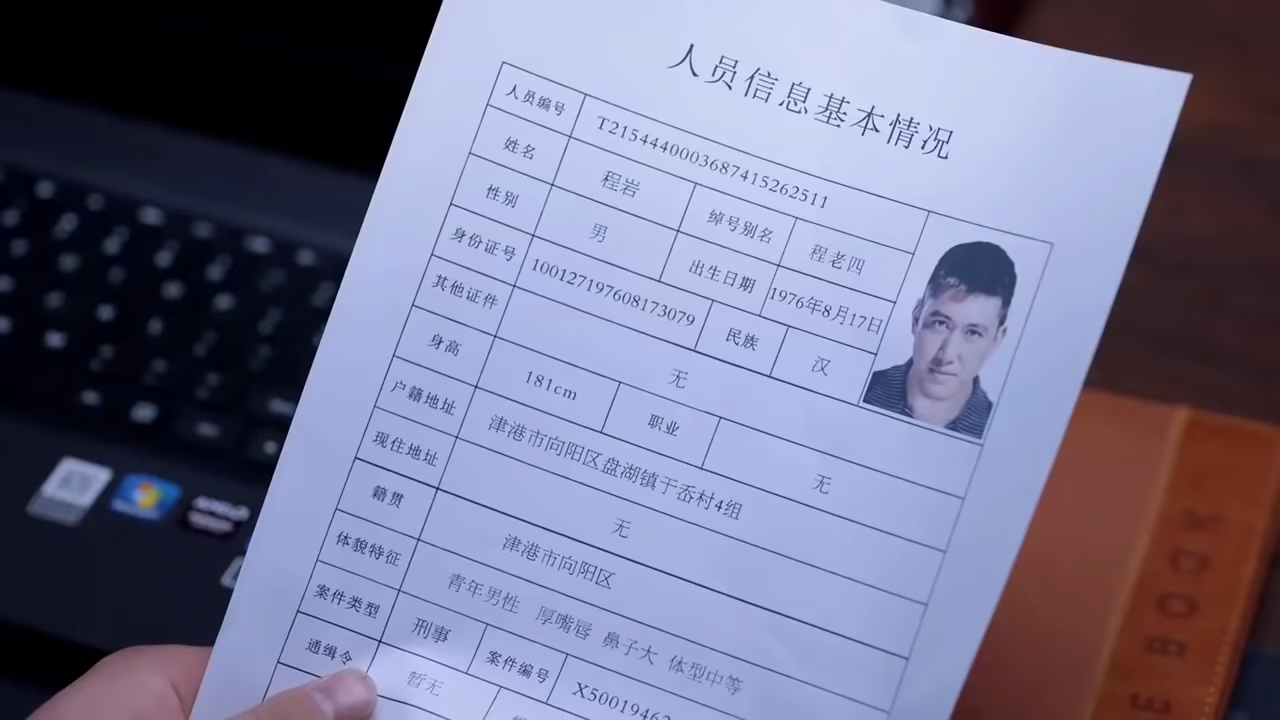 人员信息基本情况
人员编号 T2154440003687415262511
姓名 程岩 绰号别名 程老四
性别 男 出生日期 1976年8月17日
身份证号 100127197608173079 民族 汉
其他证件 无
身高 181cm 职业 无
户籍地址 津港市向阳区盘湖镇于岙村4组
现住地址 无
籍贯 津港市向阳区
体貌特征 青年男性 厚嘴唇 鼻子大 体型中等
案件类型 刑事 案件编号 X50019462
通缉令 暂无
AMD
E BOOK